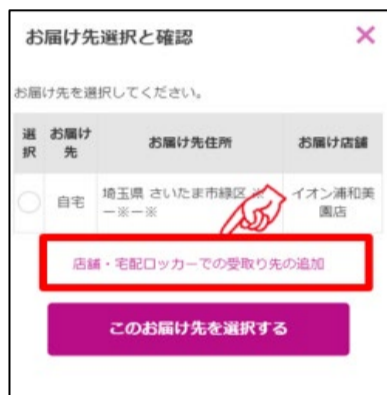 お届け先選択と確認 ×
お届け先を選択してください。
選択 お届け先 お届け先住所 お届け店舗
自宅 埼玉県 さいたま市緑区 ※ー※ー※ イオン浦和美園店
店舗・宅配ロッカーでの受取り先の追加
このお届け先を選択する